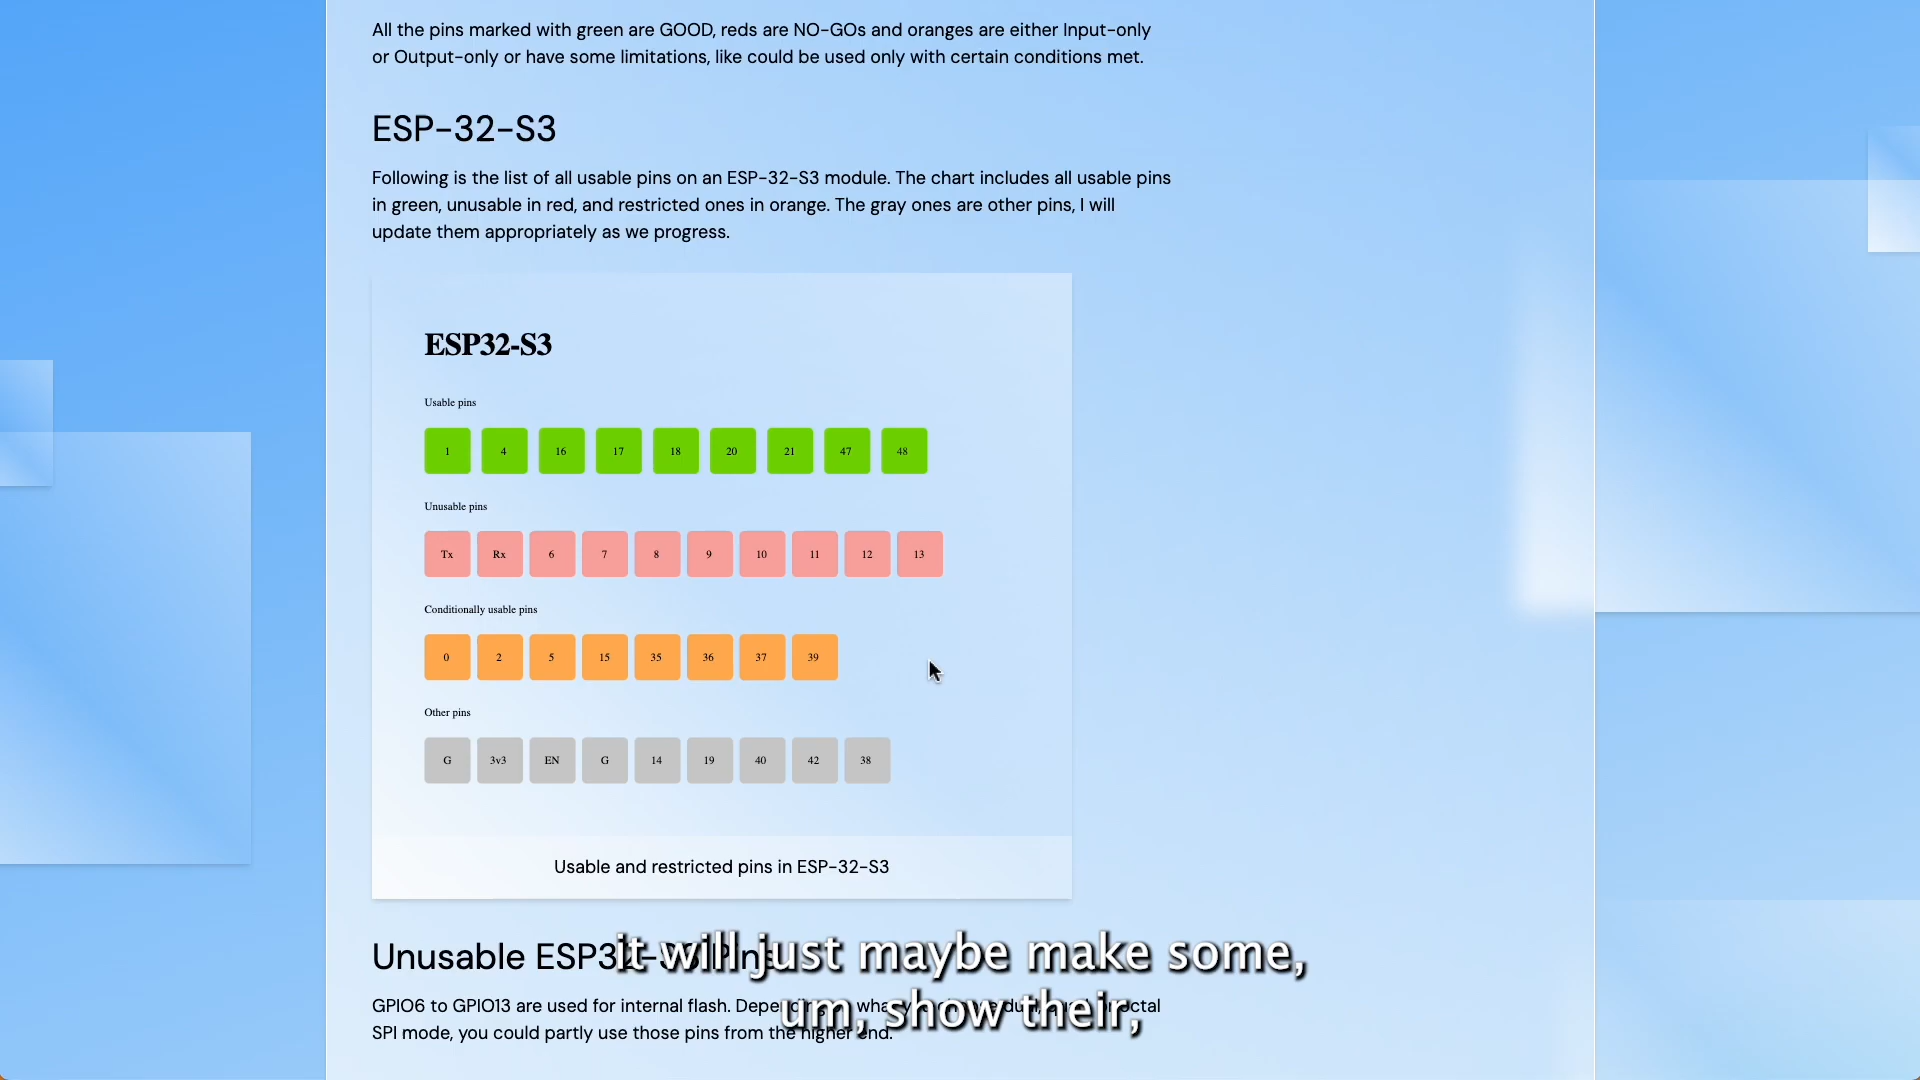 All the pins marked with green are GOOD, reds are NO-GOs and oranges are either Input-only
or Output-only or have some limitations, like could be used only with certain conditions met.
ESP-32-S3
Following is the list of all usable pins on an ESP-32-S3 module. The chart includes all usable pins
in green, unusable in red, and restricted ones in orange. The gray ones are other pins, I will
update them appropriately as we progress.
ESP32-S3
Usable pins
1 4 16 17 18 20 21 47 48
Unusable pins
Tx Rx 6 7 8 9 10 11 12 13
Conditionally usable pins
0 2 5 15 35 36 37 39
Other pins
G 3v3 EN G 14 19 40 42 38
Usable and restricted pins in ESP-32-S3
Unusable
it will just maybe make some,
GPIO6 to GPIO13 are used for internal flash.
um, show their,
SPI mode, you could partly use those pins from the higher end.